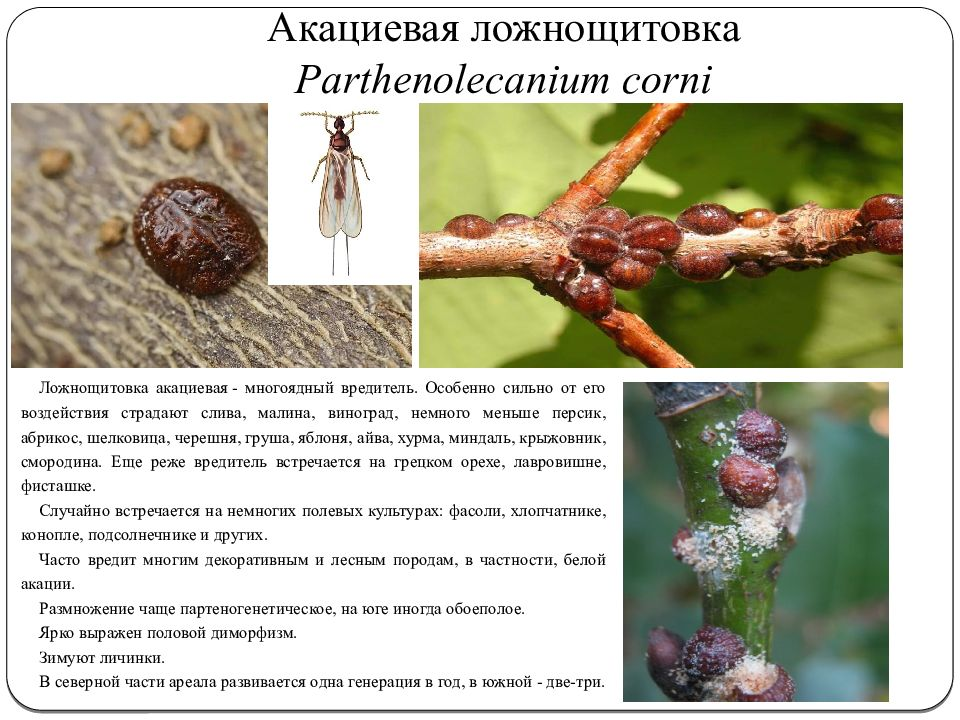 Акациевая ложнощитовка
Parthenolecanium corni
Ложнощитовка акациевая - многоядный вредитель. Особенно сильно от его
воздействия страдают слива, малина, виноград, немного меньше персик,
абрикос, шелковица, черешня, груша, яблоня, айва, хурма, миндаль, крыжовник,
смородина. Еще реже вредитель встречается на грецком орехе, лавровишне,
фисташке.
Случайно встречается на немногих полевых культурах: фасоли, хлопчатнике,
конопле, подсолнечнике и других.
Часто вредит многим декоративным и лесным породам, в частности, белой
акации.
Размножение чаще партеногенетическое, на юге иногда обоеполое.
Ярко выражен половой диморфизм.
Зимуют личинки.
В северной части ареала развивается одна генерация в год, в южной - две-три.